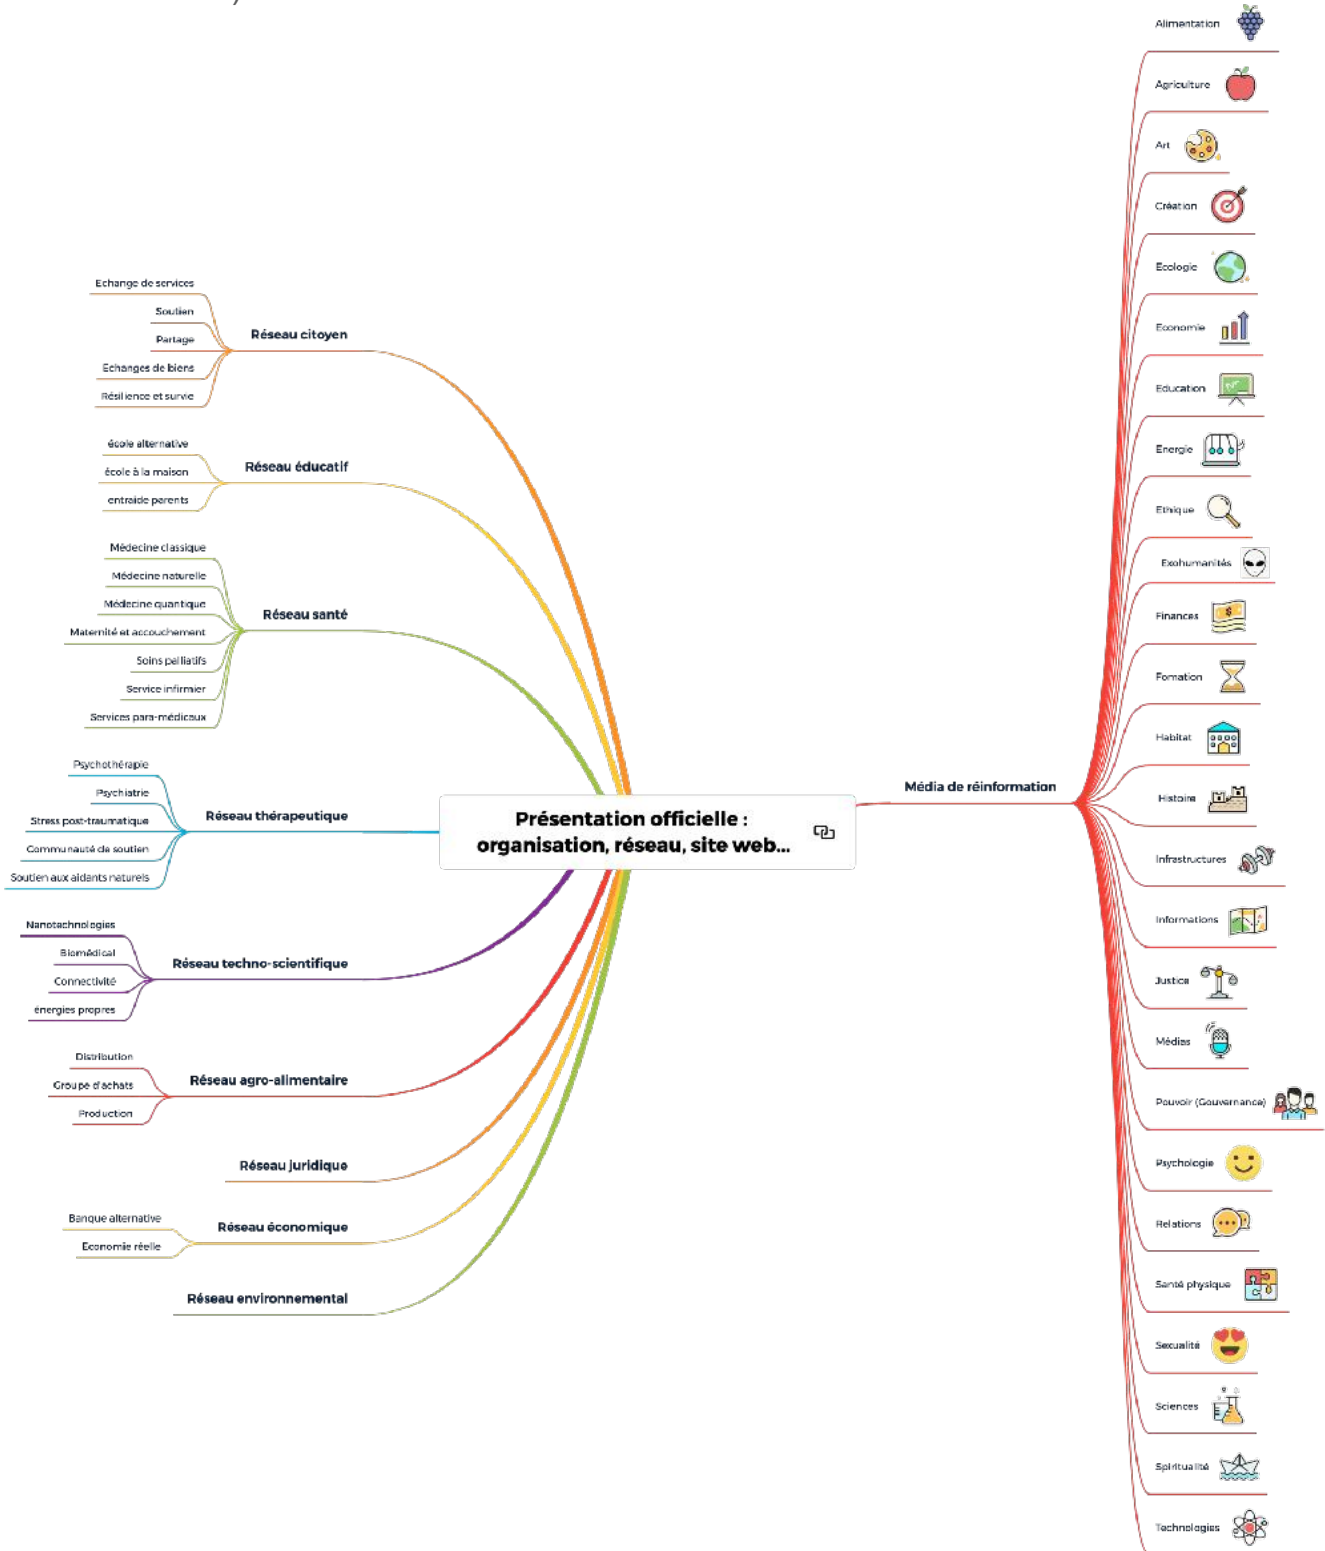 Echange de services
Soutien
Partage
Echanges de biens
Résilience et survie
Réseau citoyen
école alternative
école à la maison
entraide parents
Réseau éducatif
Médecine classique
Médecine naturelle
Médecine quantique
Maternité et accouchement
Soins palliatifs
Service infirmier
Services para-médicaux
Réseau santé
Psychothérapie
Psychiatrie
Stress post-traumatique
Communauté de soutien
Soutien aux aidants naturels
Réseau thérapeutique
Nanotechnologies
Biomédical
Connectivité
énergies propres
Réseau techno-scientifique
Distribution
Groupe d'achats
Production
Réseau agro-alimentaire
Réseau juridique
Banque alternative
Economie réelle
Réseau économique
Réseau environnemental
Présentation officielle :
organisation, réseau, site web...
Média de réinformation
Alimentation
Agriculture
Art
Création
Ecologie
Economie
Education
Energie
Ethique
Exohumanités
Finances
Fomation
Habitat
Histoire
Infrastructures
Informations
Justice
Médias
Pouvoir (Gouvernance)
Psychologie
Relations
Santé physique
Sexualité
Sciences
Spiritualité
Technologies